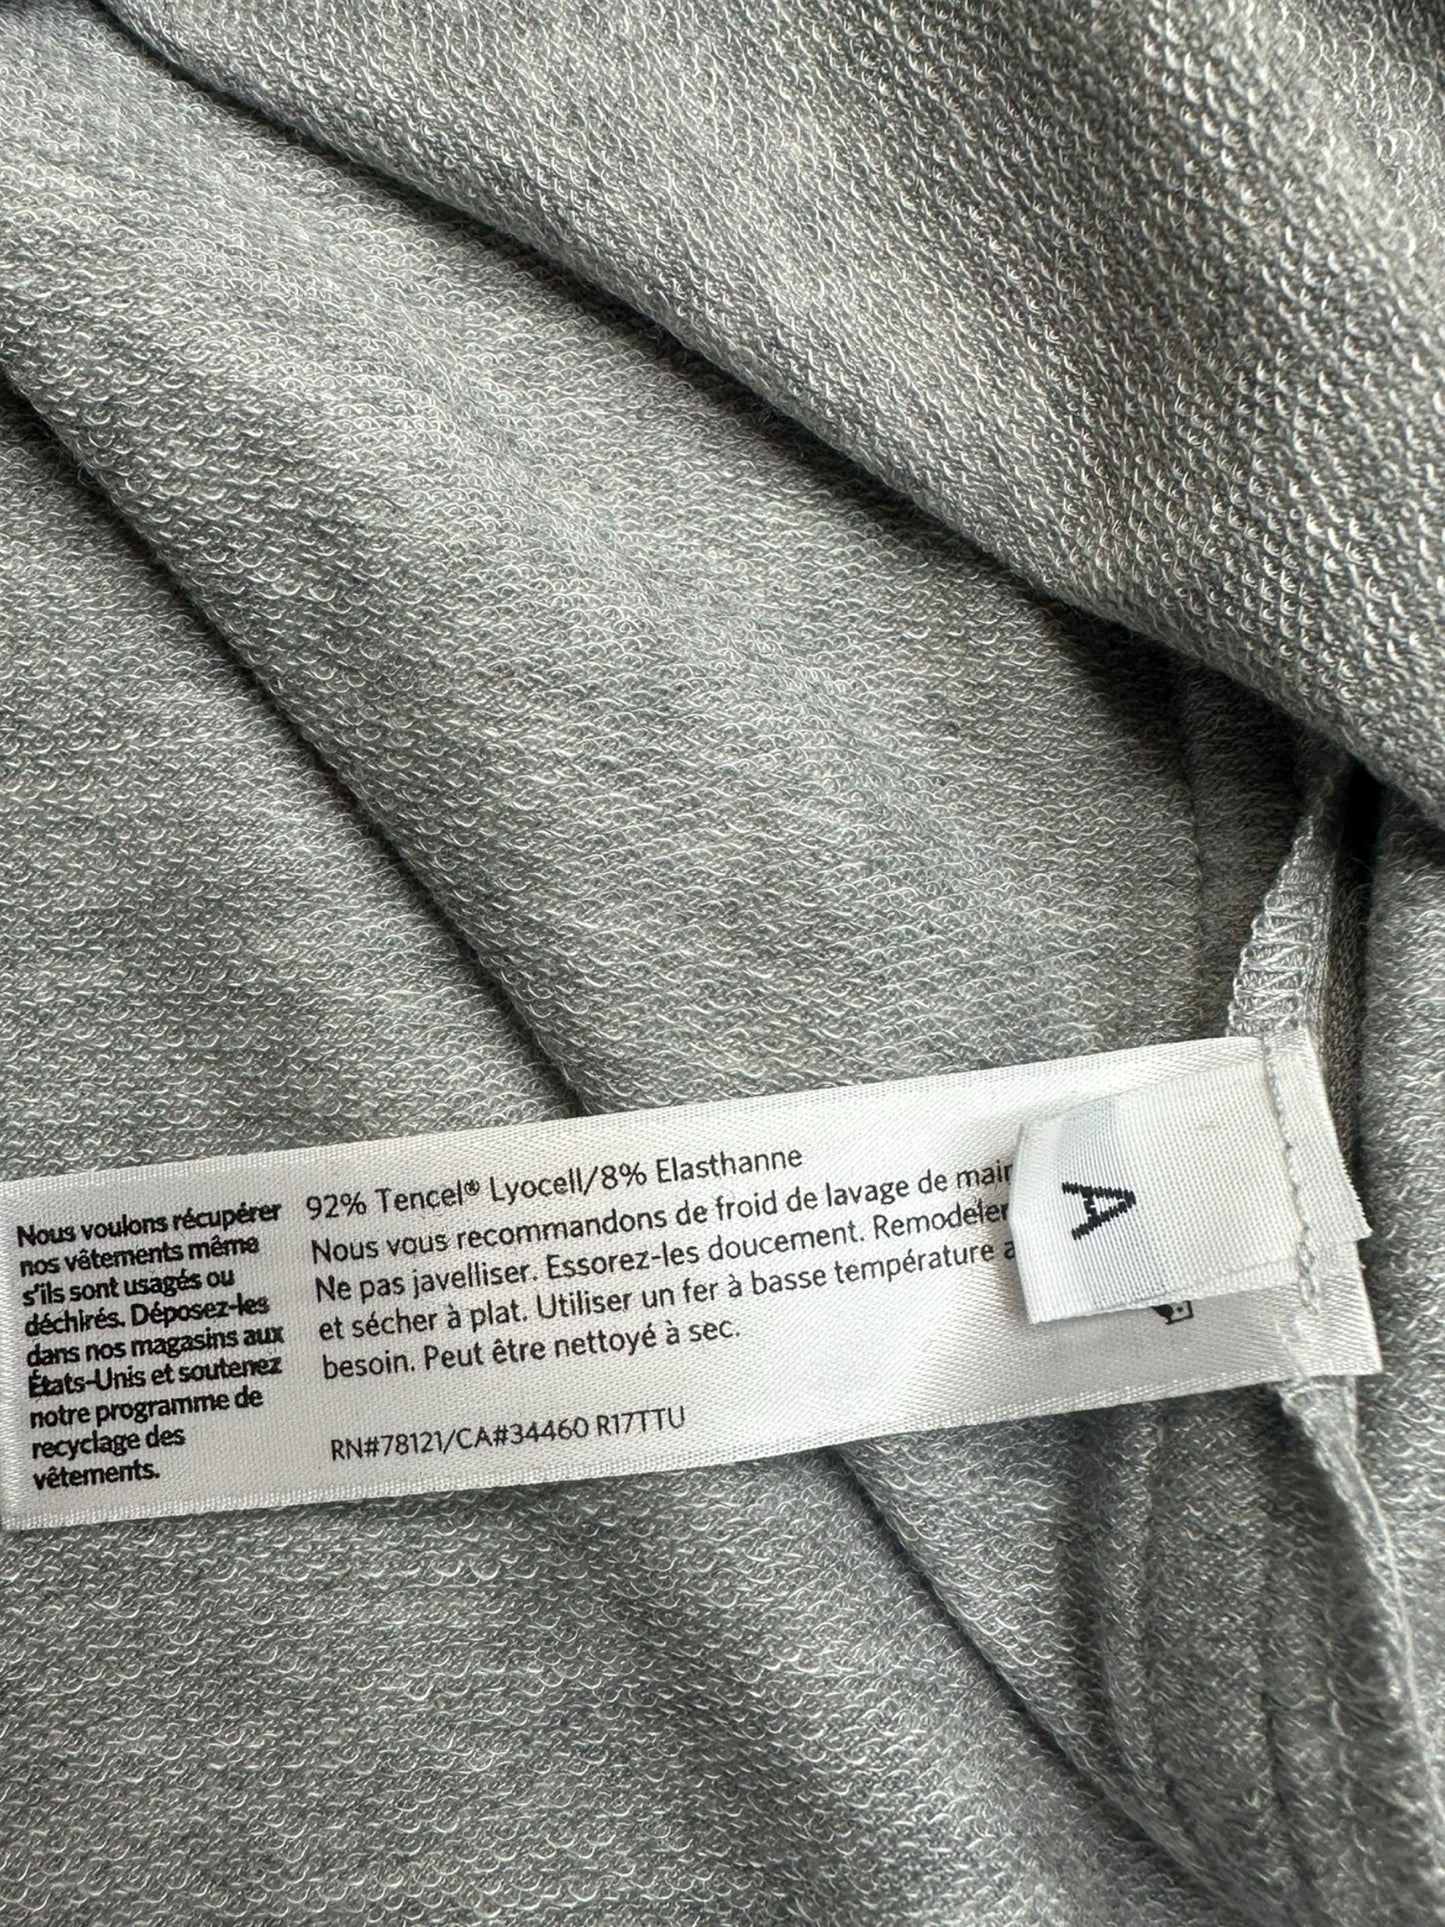 Nous voulons récupérer
nos vêtements même
s'ils sont usagés ou
déchirés. Déposez-les
dans nos magasins aux
États-Unis et soutenez
notre programme de
recyclage des
vêtements.
92% Tencel® Lyocell/8% Elasthanne
Nous vous recommandons de froid de lavage de main
Ne pas javelliser. Essorez-les doucement. Remodeler
et sécher à plat. Utiliser un fer à basse température a
besoin. Peut être nettoyé à sec.
RN#78121/CA#34460 R17TTU
A